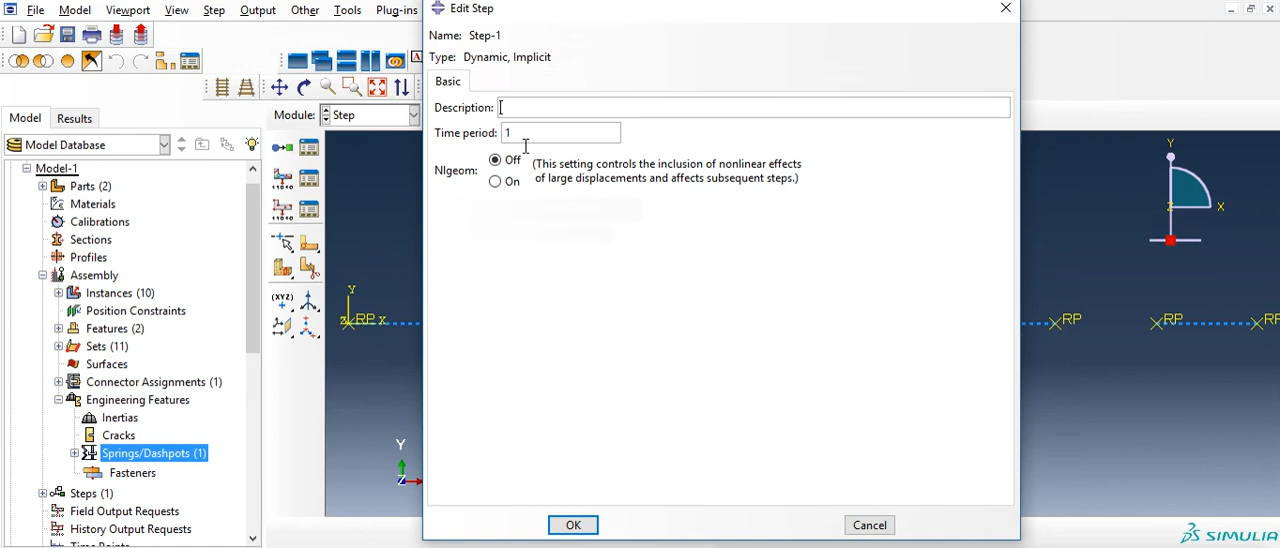 File Model Viewport View Step Output Other Tools Plug-ins
Edit Step
Name: Step-1
Type: Dynamic, Implicit
Basic
Description:
Time period: 1
Nlgeom:
Off
On
(This setting controls the inclusion of nonlinear effects
of large displacements and affects subsequent steps.)
OK Cancel
A
Module: Step
Model Results
Model Database
Model-1
Parts (2)
Materials
Calibrations
Sections
Profiles
Assembly
Instances (10)
Position Constraints
Features (2)
Sets (11)
Surfaces
Connector Assignments (1)
Engineering Features
Inertias
Cracks
Springs/Dashpots (1)
Fasteners
Steps (1)
Field Output Requests
History Output Requests
(XYZ)
Y
Z RP X
Y
Z
RP
RP
RP
Y
Z X
SIMULIA